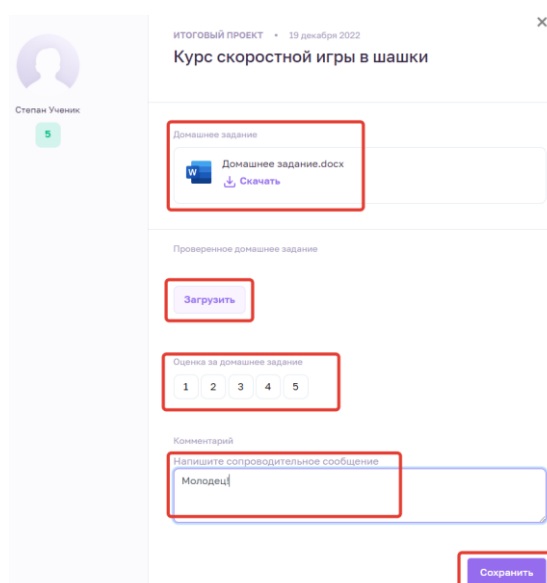 ИТОГОВЫЙ ПРОЕКТ • 19 декабря 2022
Курс скоростной игры в шашки
Степан Ученик
5
Домашнее задание
W
Домашнее задание.docx
Скачать
Проверенное домашнее задание
Загрузить
Оценка за домашнее задание
1 2 3 4 5
Комментарий
Напишите сопроводительное сообщение
Молодец!
Сохранить